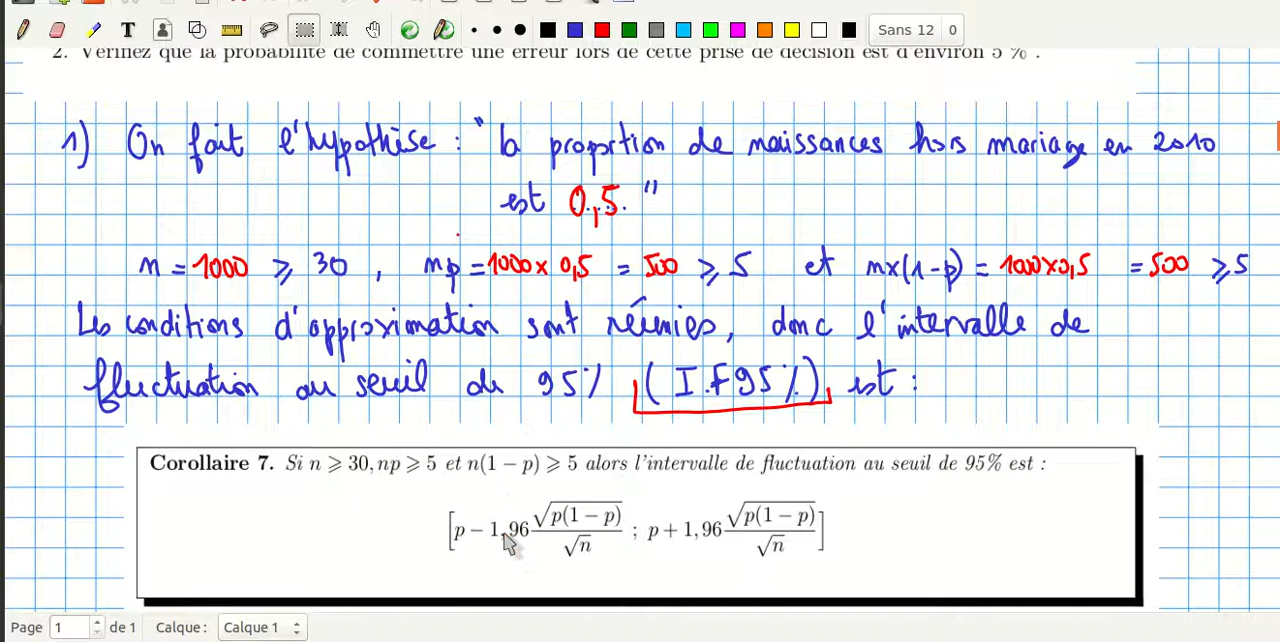 Sans 12 0
2. Vérifiez que la probabilité de commettre une erreur lors de cette prise de décision est d'environ 5 % .
1) On fait l'hypothèse : "la proportion de naissances hors mariage en 2010
est 0,5. "
n = 1000 ⩾ 30 , np = 1000 x 0,5 = 500 ⩾ 5 et nx(1-p) = 1000x0,5 = 500 ⩾ 5
Les conditions d'approximation sont réunies, donc l'intervalle de
fluctuation au seuil de 95% ( I.F95%) est :
Corollaire 7. Si n ⩾ 30, np ⩾ 5 et n(1 − p) ⩾ 5 alors l'intervalle de fluctuation au seuil de 95% est :
[p − 1,96 √(p(1 − p)) / √n ; p + 1,96 √(p(1 − p)) / √n]
Page 1 de 1 Calque : Calque 1